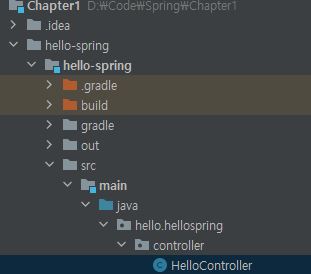 Chapter1 D:₩Code₩Spring₩Chapter1
.idea
hello-spring
hello-spring
.gradle
build
gradle
out
src
main
java
hello.hellospring
controller
C HelloController